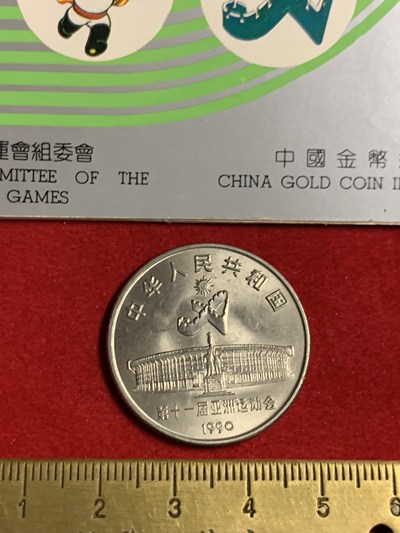 運會組委會
MITTEE OF THE
GAMES
中國金幣
CHINA GOLD COIN I
中华人民共和国
第十一届亚洲运动会
1990
1 2 3 4 5 6